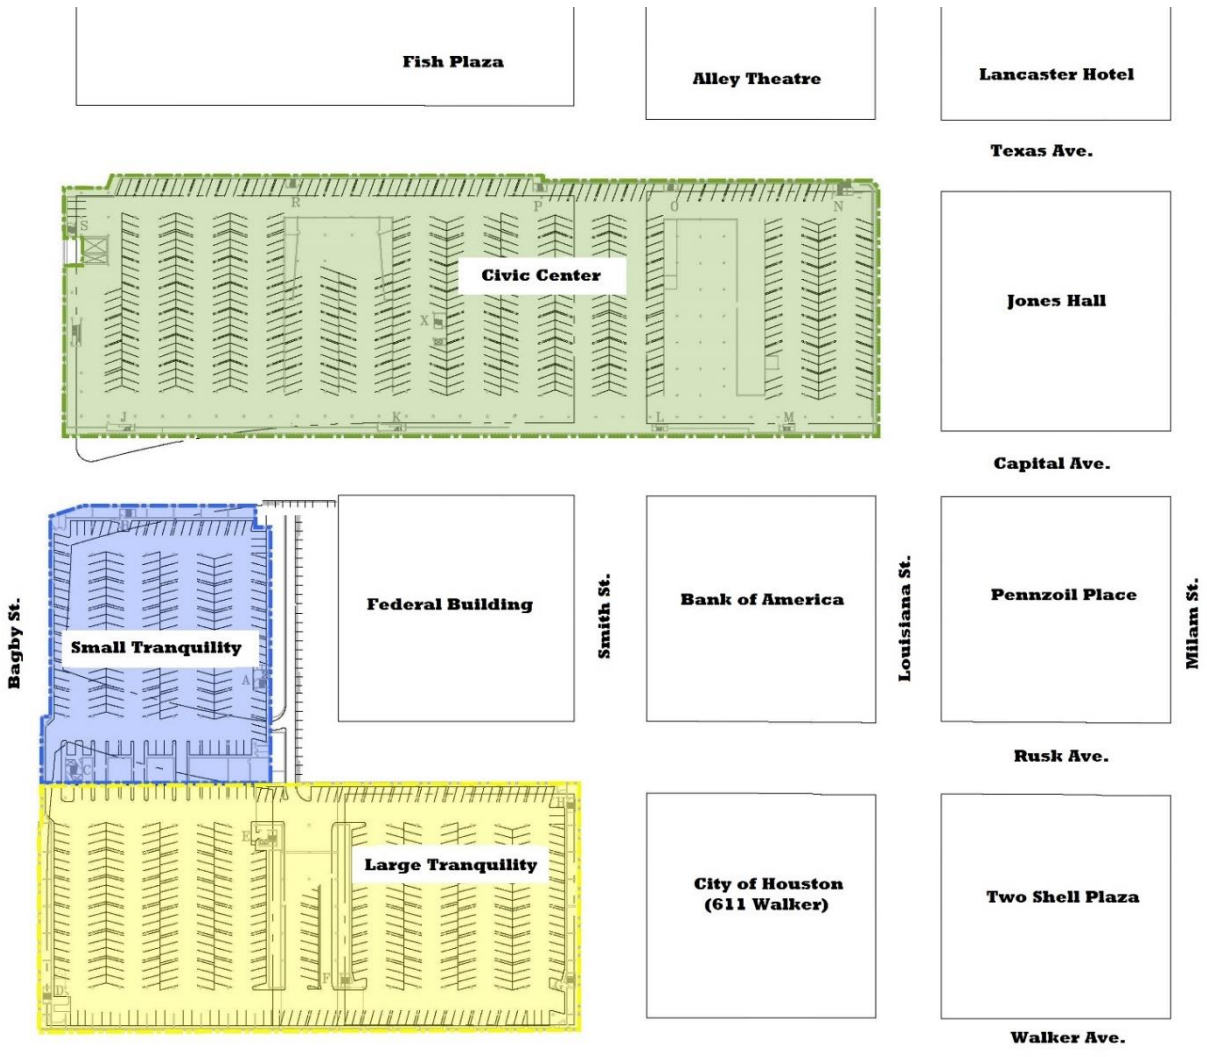 Fish Plaza
Alley Theatre
Lancaster Hotel
Texas Ave.
R
P
O
N
S
Civic Center
Jones Hall
X
J
K
L
M
Capital Ave.
B
Federal Building
Bank of America
Pennzoil Place
Bagby St.
Smith St.
Louisiana St.
Milam St.
Small Tranquility
A
Rusk Ave.
C
H
E
Large Tranquility
City of Houston
(611 Walker)
Two Shell Plaza
F
G
D
Walker Ave.